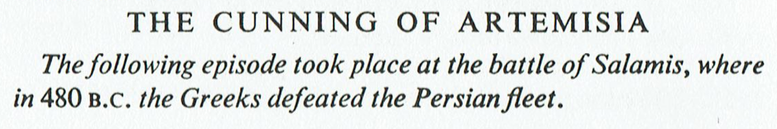 THE CUNNING OF ARTEMISIA
The following episode took place at the battle of Salamis, where
in 480 B.C. the Greeks defeated the Persian fleet.